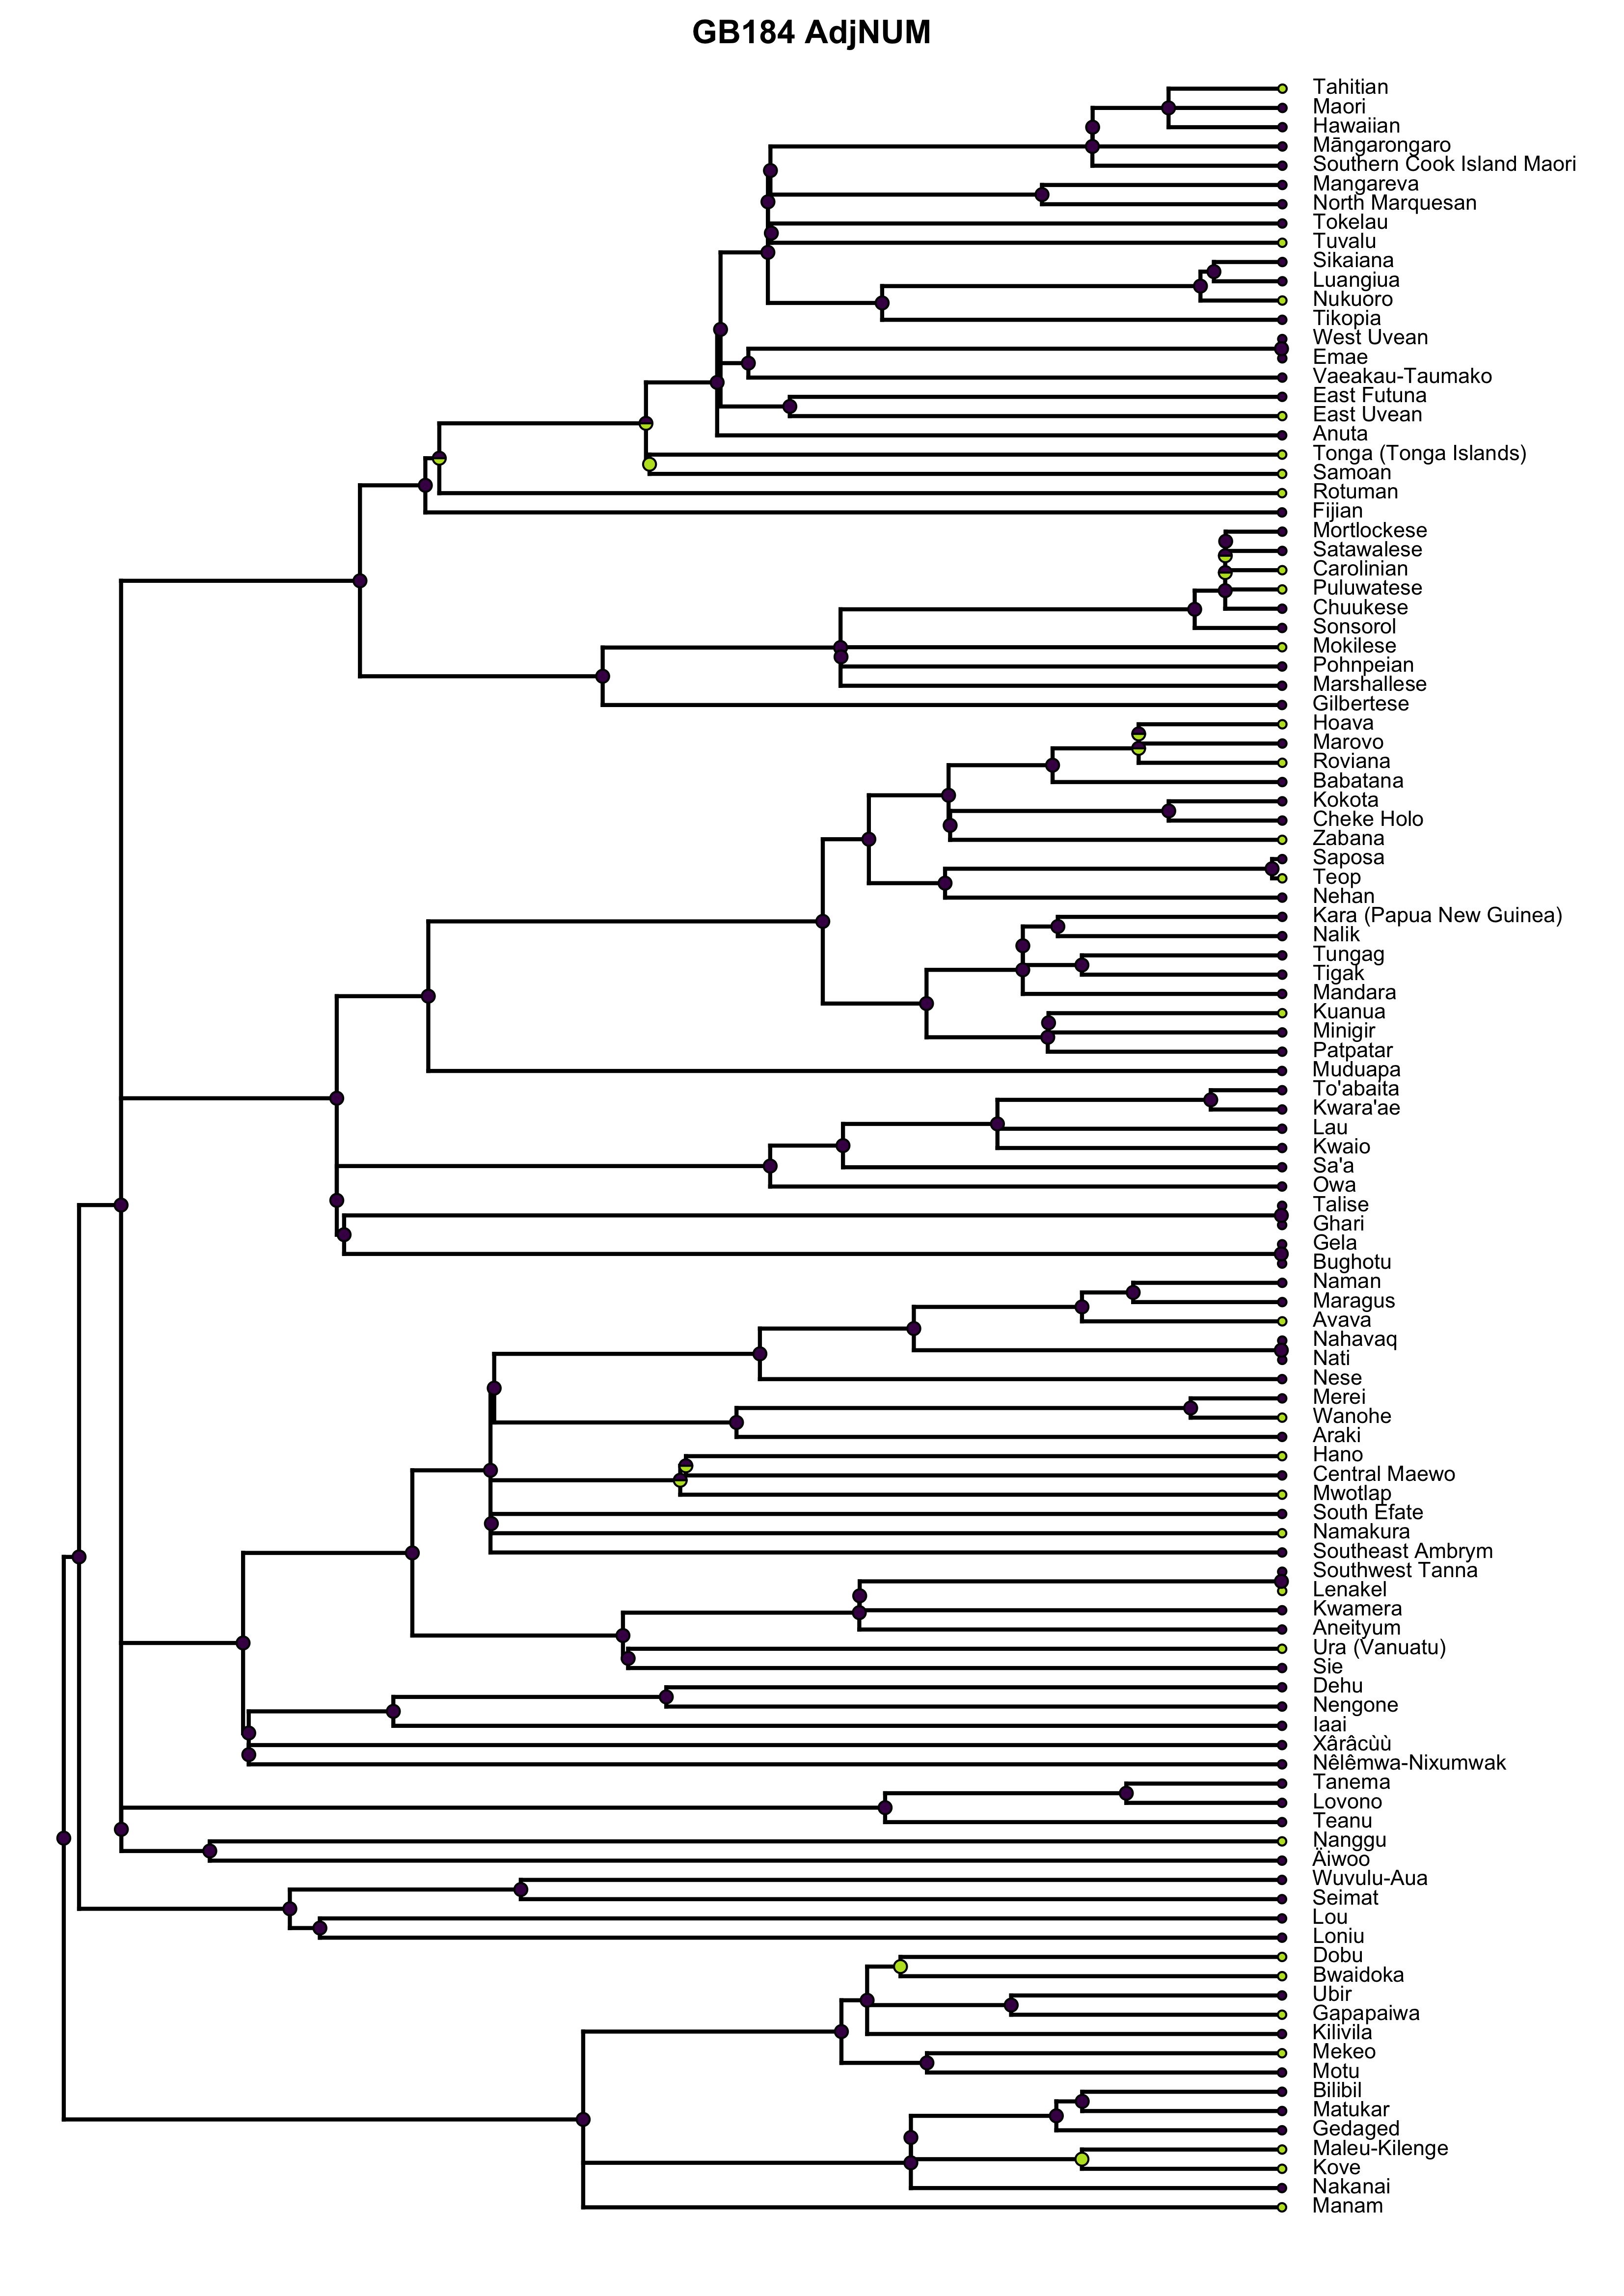 GB184 AdjNUM
Tahitian
Maori
Hawaiian
Māngarongaro
Southern Cook Island Maori
Mangareva
North Marquesan
Tokelau
Tuvalu
Sikaiana
Luangiua
Nukuoro
Tikopia
West Uvean
Emae
Vaeakau-Taumako
East Futuna
East Uvean
Anuta
Tonga (Tonga Islands)
Samoan
Rotuman
Fijian
Mortlockese
Satawalese
Carolinian
Puluwatese
Chuukese
Sonsorol
Mokilese
Pohnpeian
Marshallese
Gilbertese
Hoava
Marovo
Roviana
Babatana
Kokota
Cheke Holo
Zabana
Saposa
Teop
Nehan
Kara (Papua New Guinea)
Nalik
Tungag
Tigak
Mandara
Kuanua
Minigir
Patpatar
Muduapa
To'abaita
Kwara'ae
Lau
Kwaio
Sa'a
Owa
Talise
Ghari
Gela
Bughotu
Naman
Maragus
Avava
Nahavaq
Nati
Nese
Merei
Wanohe
Araki
Hano
Central Maewo
Mwotlap
South Efate
Namakura
Southeast Ambrym
Southwest Tanna
Lenakel
Kwamera
Aneityum
Ura (Vanuatu)
Sie
Dehu
Nengone
Iaai
Xârâcùù
Nêlêmwa-Nixumwak
Tanema
Lovono
Teanu
Nanggu
Äiwoo
Wuvulu-Aua
Seimat
Lou
Loniu
Dobu
Bwaidoka
Ubir
Gapapaiwa
Kilivila
Mekeo
Motu
Bilibil
Matukar
Gedaged
Maleu-Kilenge
Kove
Nakanai
Manam